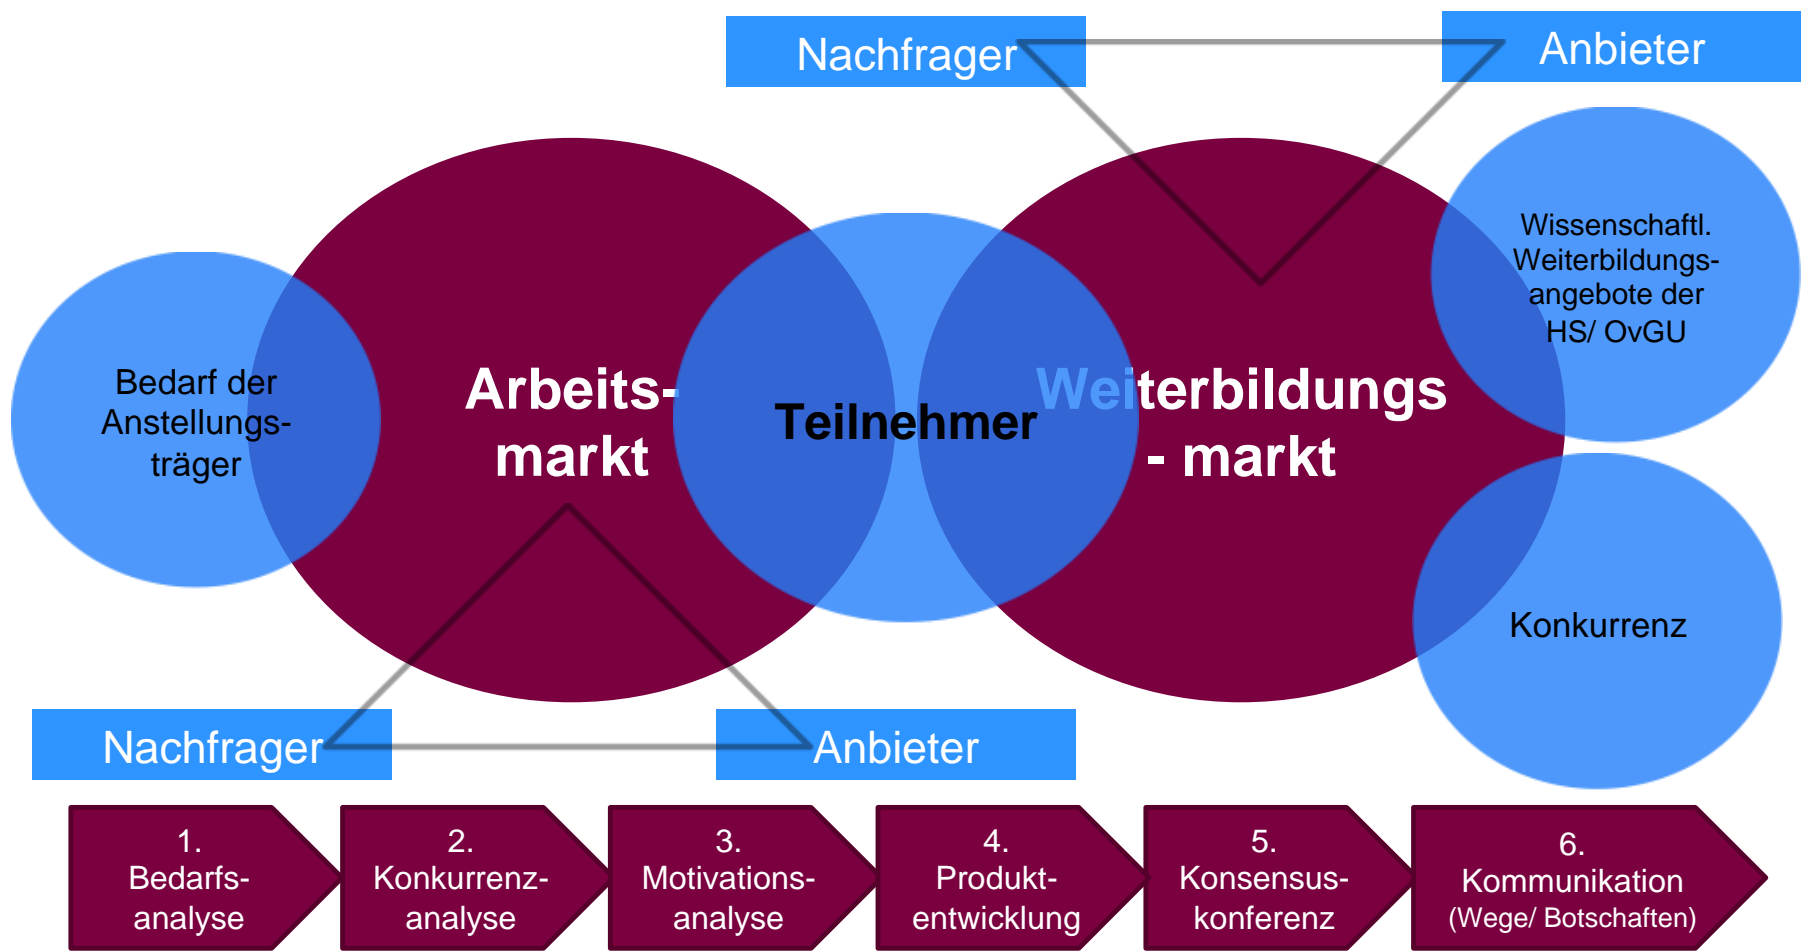 Nachfrager
Anbieter
Wissenschaftl.
Weiterbildungs-
angebote der
HS/ OvGU
Bedarf der
Anstellungs-
träger
Arbeits-
markt
Teilnehmer
Weiterbildungs
- markt
Konkurrenz
Nachfrager
Anbieter
1.
Bedarfs-
analyse
2.
Konkurrenz-
analyse
3.
Motivations-
analyse
4.
Produkt-
entwicklung
5.
Konsensus-
konferenz
6.
Kommunikation
(Wege/ Botschaften)